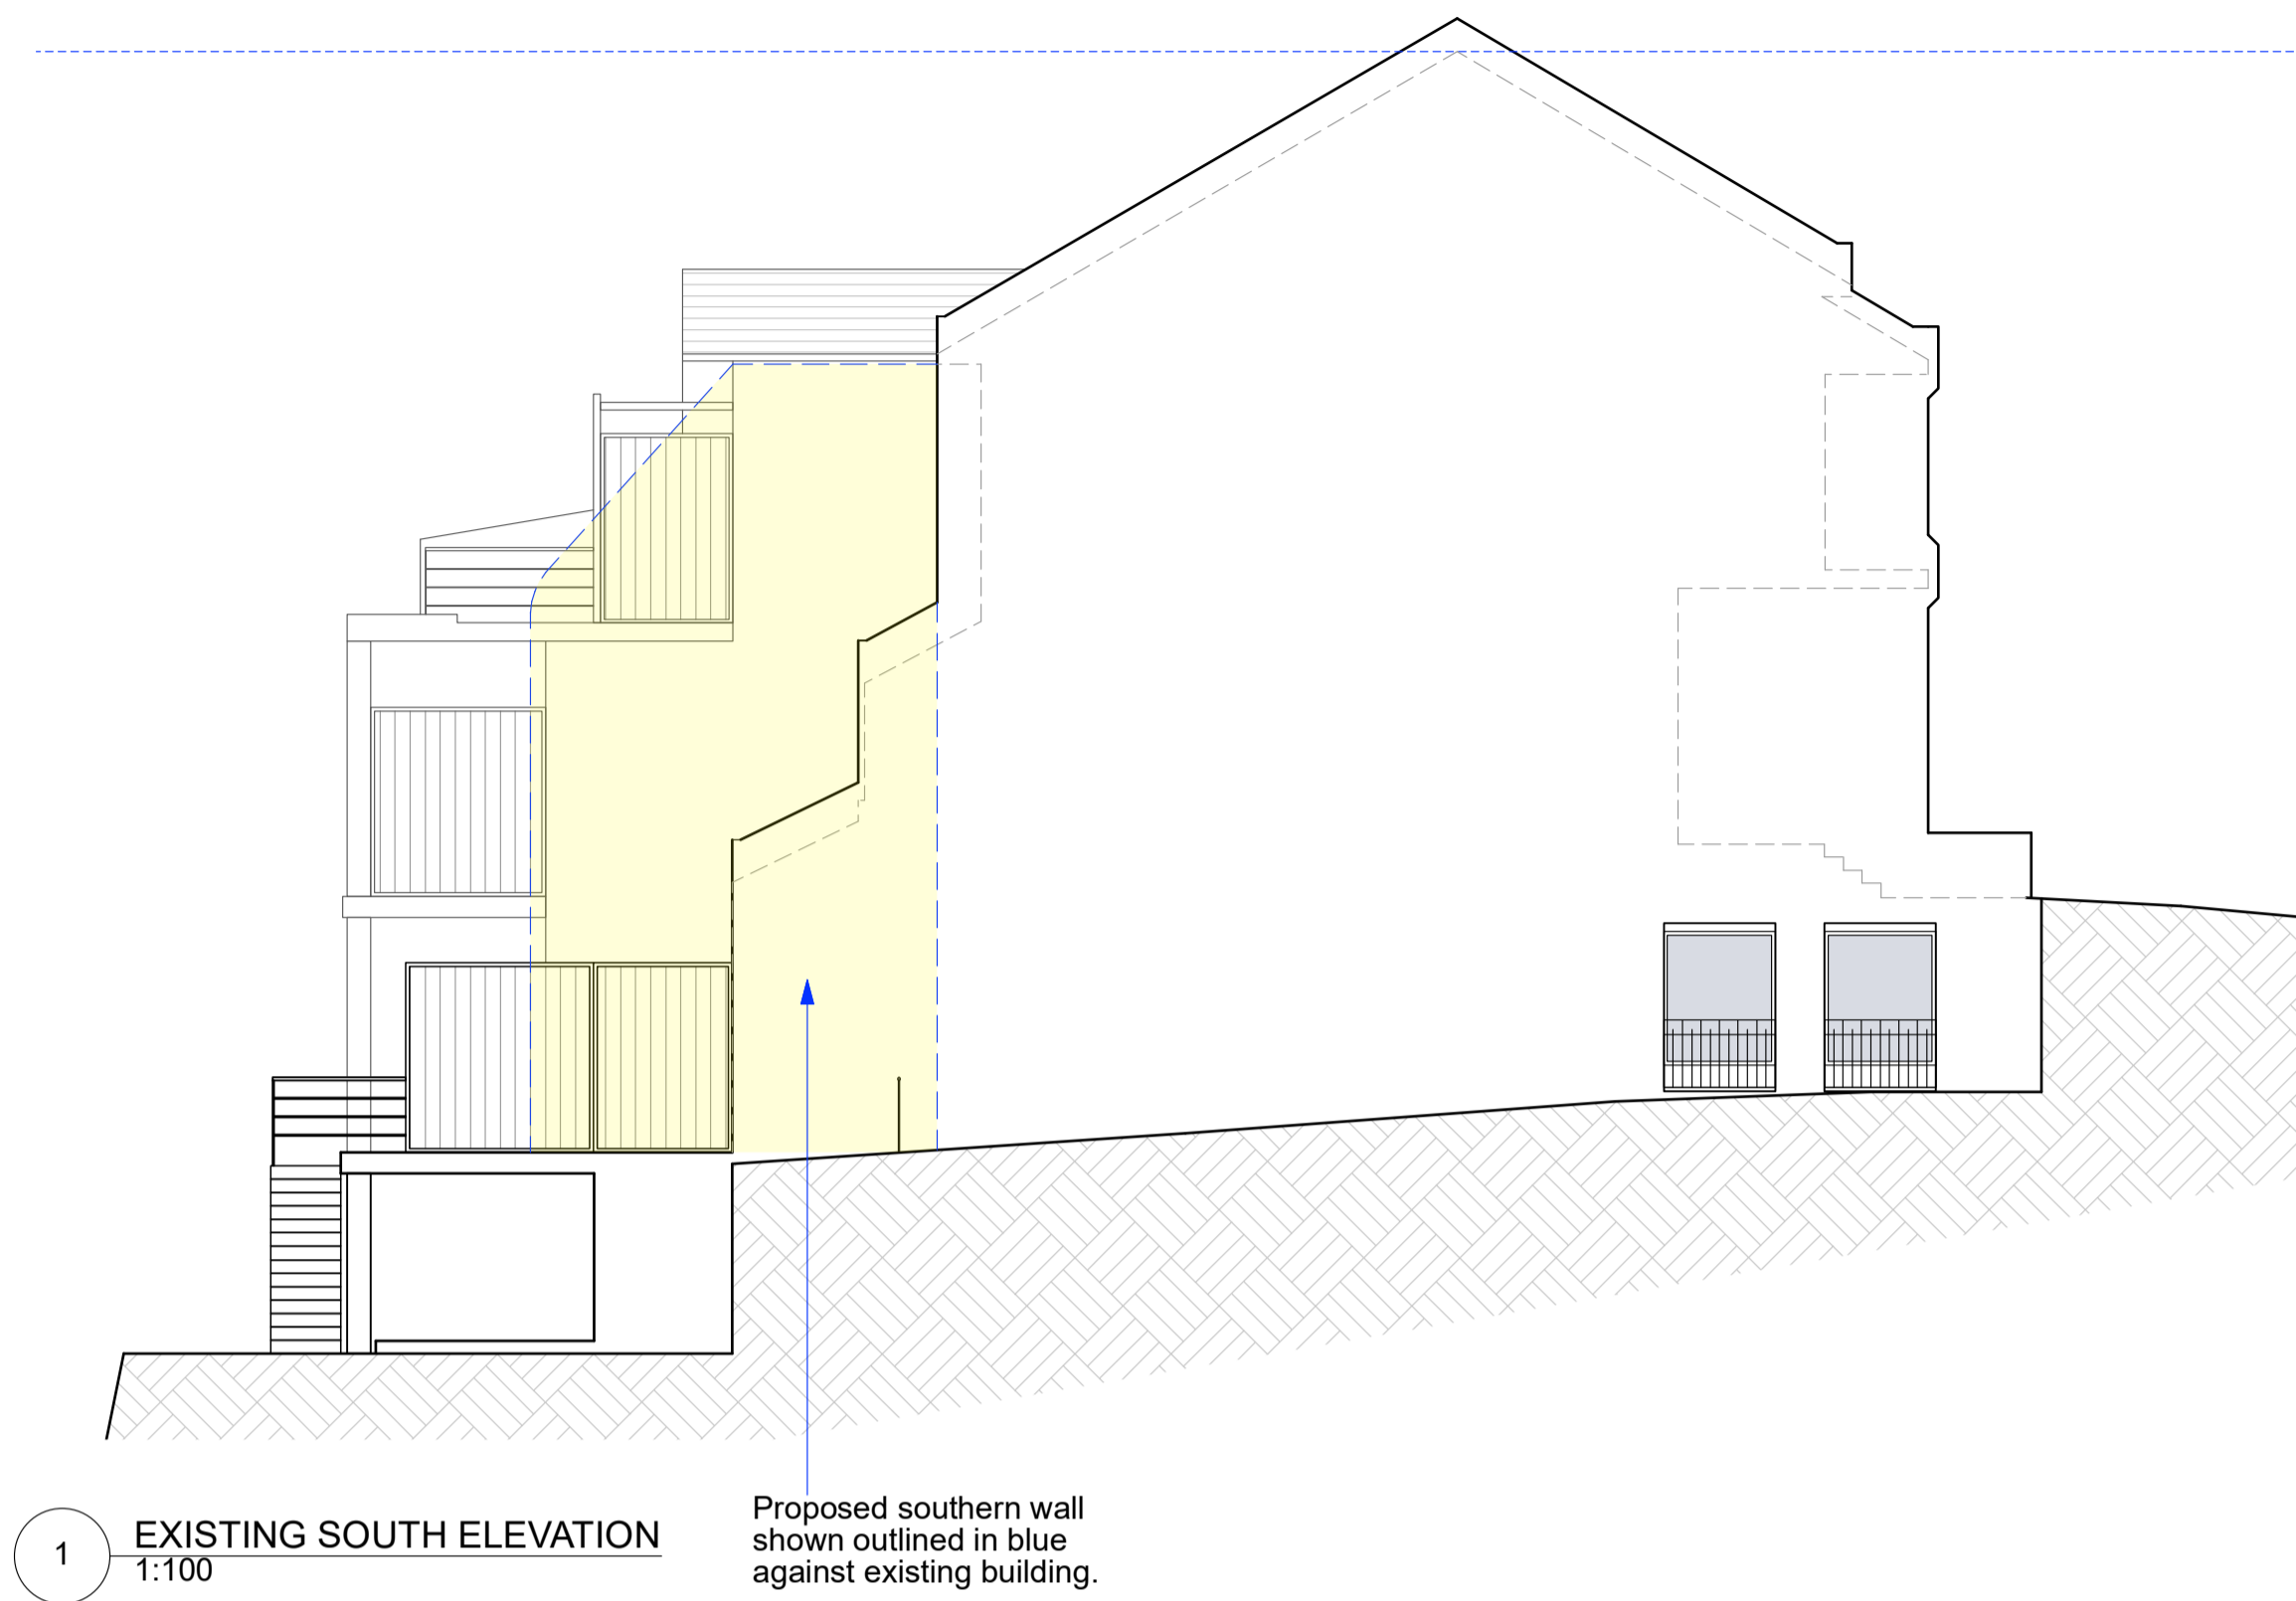 1
EXISTING SOUTH ELEVATION
1:100
Proposed southern wall
shown outlined in blue
against existing building.